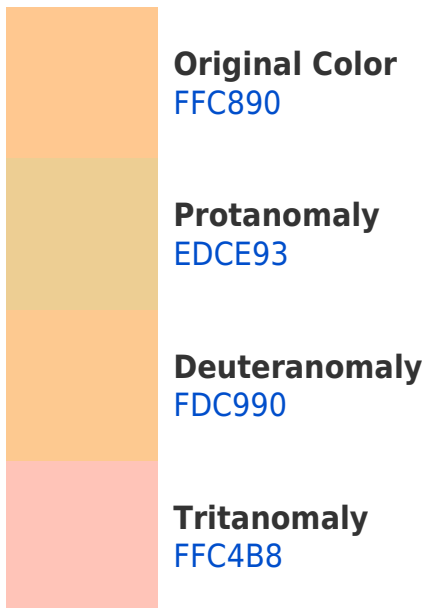 Original Color
FFC890
Protanomaly
EDCE93
Deuteranomaly
FDC990
Tritanomaly
FFC4B8